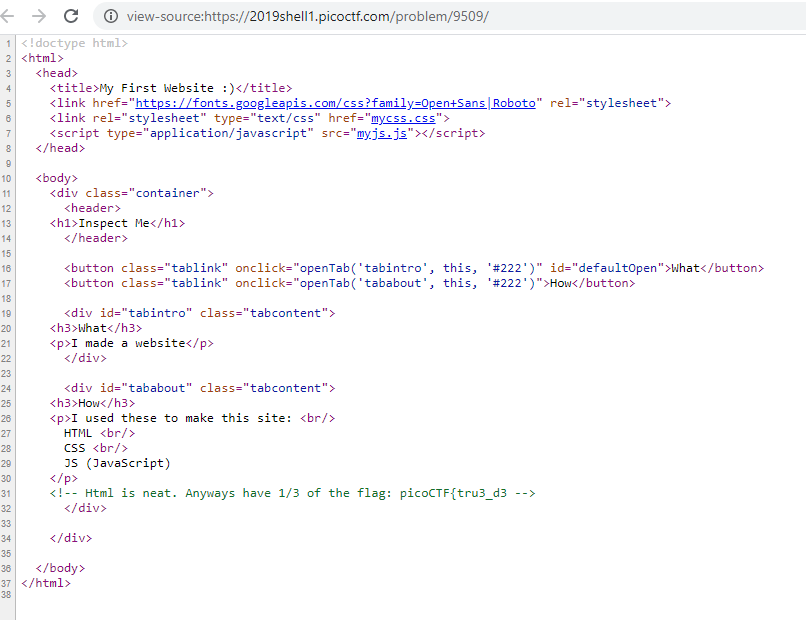 view-source:https://2019shell1.picoctf.com/problem/9509/
1 <!doctype html>
2 <html>
3 <head>
4 <title>My First Website :)</title>
5 <link href="https://fonts.googleapis.com/css?family=Open+Sans|Roboto" rel="stylesheet">
6 <link rel="stylesheet" type="text/css" href="mycss.css">
7 <script type="application/javascript" src="myjs.js"></script>
8 </head>
9
10 <body>
11 <div class="container">
12 <header>
13 <h1>Inspect Me</h1>
14 </header>
15
16 <button class="tablink" onclick="openTab('tabintro', this, '#222')" id="defaultOpen">What</button>
17 <button class="tablink" onclick="openTab('tababout', this, '#222')">How</button>
18
19 <div id="tabintro" class="tabcontent">
20 <h3>What</h3>
21 <p>I made a website</p>
22 </div>
23
24 <div id="tababout" class="tabcontent">
25 <h3>How</h3>
26 <p>I used these to make this site: <br/>
27 HTML <br/>
28 CSS <br/>
29 JS (JavaScript)
30 </p>
31 <!-- Html is neat. Anyways have 1/3 of the flag: picoCTF{tru3_d3 -->
32 </div>
33
34 </div>
35
36 </body>
37 </html>
38